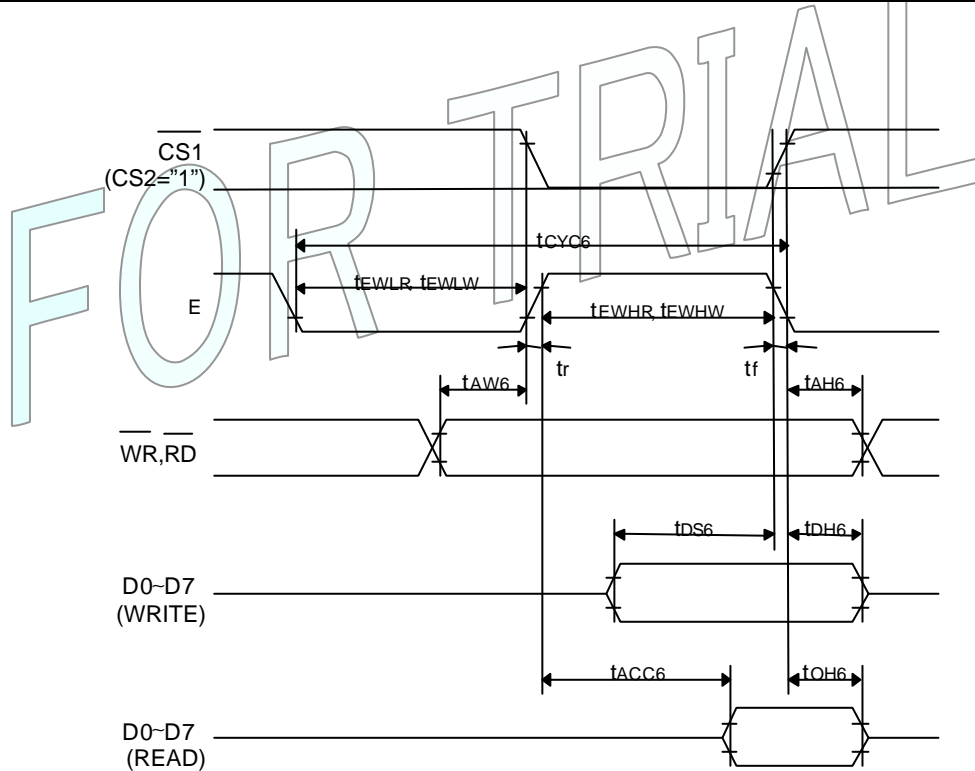 FOR TRIAL
CS1
(CS2="1")
tCYC6
tEWLR, tEWLW
E
tEWHR, tEWHW
tr
tf
tAW6
tAH6
WR,RD
tDS6
tDH6
D0~D7
(WRITE)
tACC6
tOH6
D0~D7
(READ)